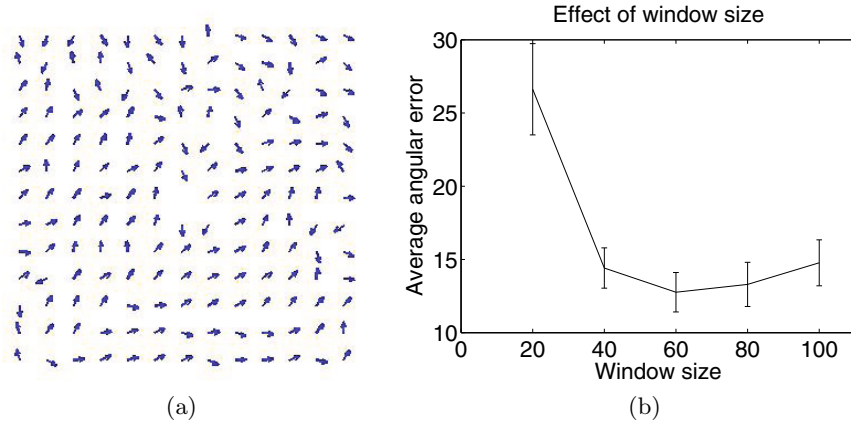 Effect of window size
30
25
20
15
10
Average angular error
0 20 40 60 80 100
Window size
(a) (b)